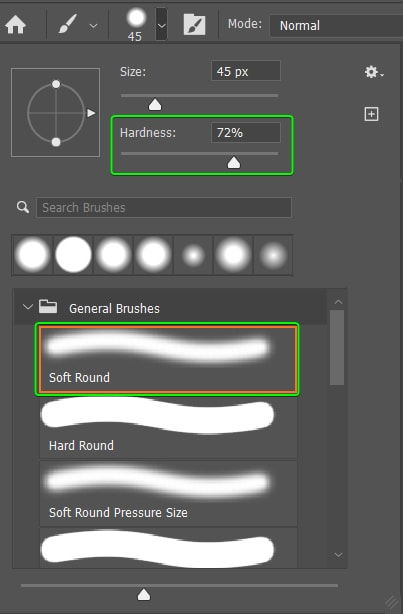 45
Mode: Normal
Size: 45 px
Hardness: 72%
Search Brushes
General Brushes
Soft Round
Hard Round
Soft Round Pressure Size